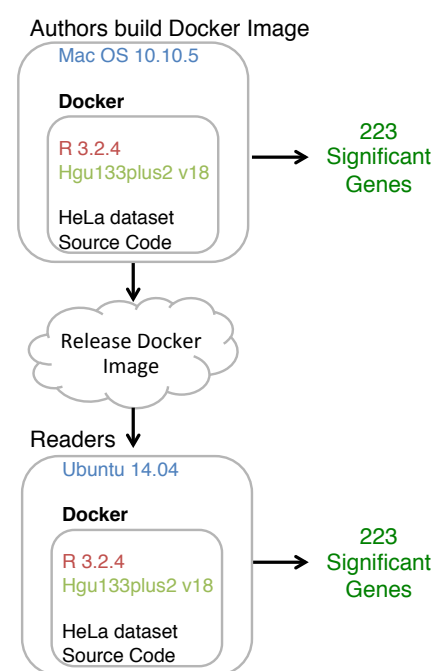 Authors build Docker Image
Mac OS 10.10.5
Docker
R 3.2.4
Hgu133plus2 v18
HeLa dataset
Source Code
223
Significant
Genes
Release Docker
Image
Readers
Ubuntu 14.04
Docker
R 3.2.4
Hgu133plus2 v18
HeLa dataset
Source Code
223
Significant
Genes